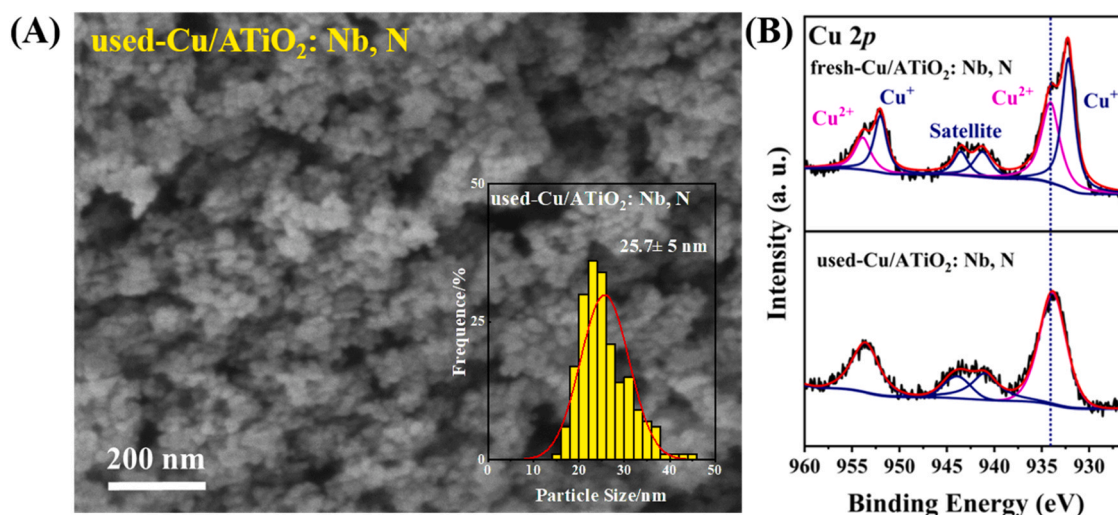 (A)
used-Cu/ATiO₂: Nb, N
50
used-Cu/ATiO₂: Nb, N
25.7± 5 nm
Frequence/%
25
0
0 10 20 30 40 50
Particle Size/nm
200 nm
(B)
Cu 2p
fresh-Cu/ATiO₂: Nb, N
Cu²⁺
Cu⁺
Satellite
Cu²⁺
Cu⁺
used-Cu/ATiO₂: Nb, N
Intensity (a. u.)
960 955 950 945 940 935 930
Binding Energy (eV)